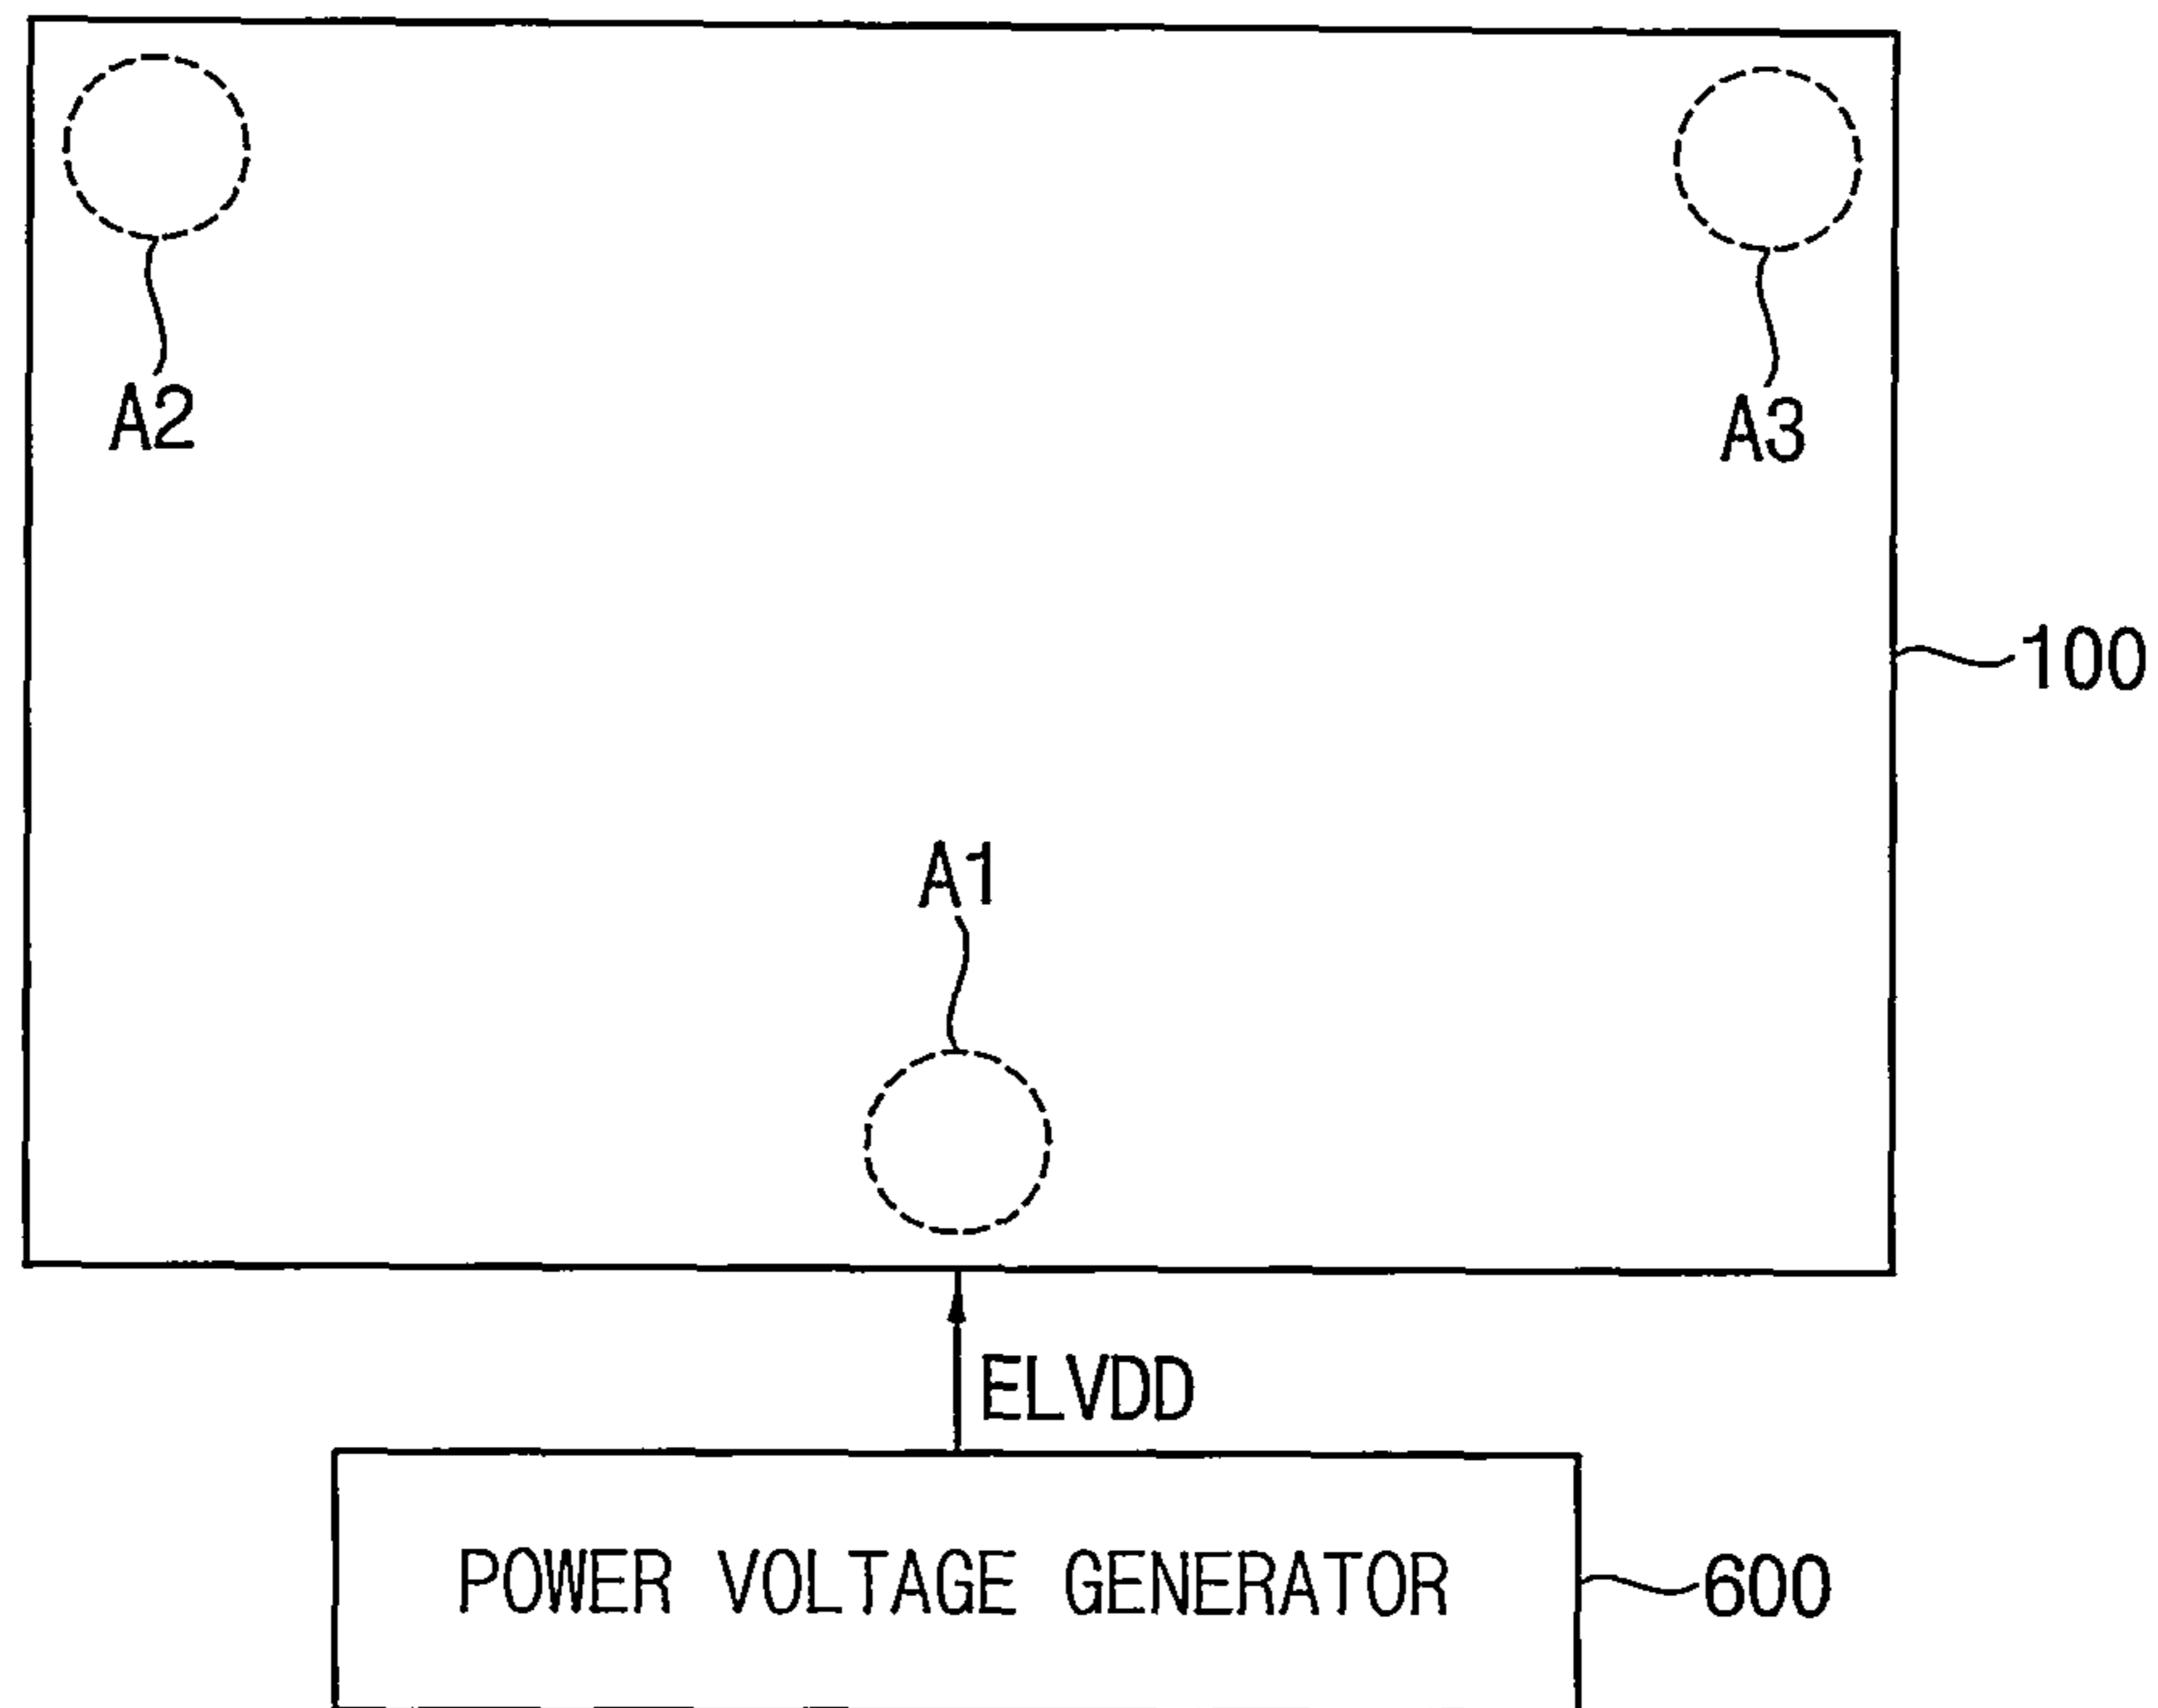 A2
A3
100
A1
ELVDD
POWER VOLTAGE GENERATOR
600